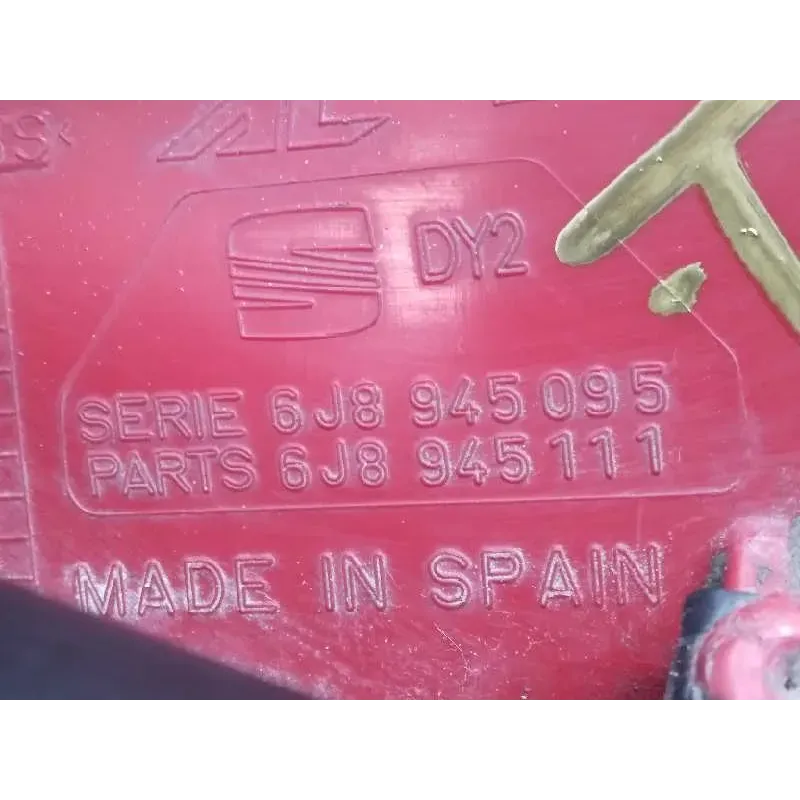 DY2
SERIE 6J8 945 095
PARTS 6J8 945 111
MADE IN SPAIN